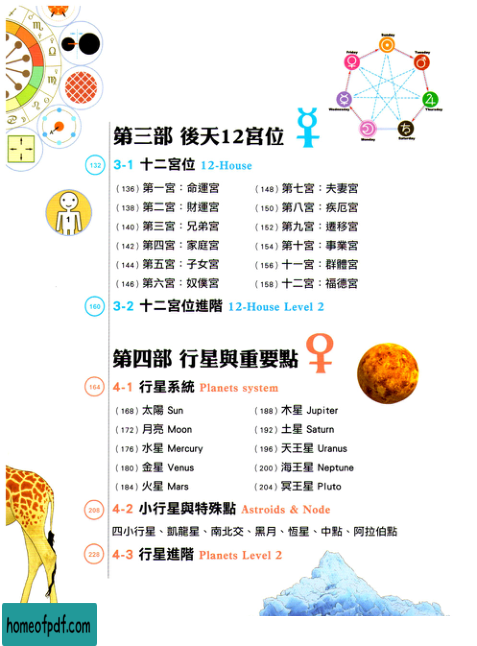 Sunday
Friday
Tuesday
Wednesday
Thursday
Monday
Saturday
第三部 後天12宮位
132 3-1 十二宮位 12-House
(136) 第一宮：命運宮
(138) 第二宮：財運宮
(140) 第三宮：兄弟宮
(142) 第四宮：家庭宮
(144) 第五宮：子女宮
(146) 第六宮：奴僕宮
(148) 第七宮：夫妻宮
(150) 第八宮：疾厄宮
(152) 第九宮：遷移宮
(154) 第十宮：事業宮
(156) 十一宮：群體宮
(158) 十二宮：福德宮
1
160 3-2 十二宮位進階 12-House Level 2
第四部 行星與重要點
164 4-1 行星系統 Planets system
(168) 太陽 Sun
(172) 月亮 Moon
(176) 水星 Mercury
(180) 金星 Venus
(184) 火星 Mars
(188) 木星 Jupiter
(192) 土星 Saturn
(196) 天王星 Uranus
(200) 海王星 Neptune
(204) 冥王星 Pluto
208 4-2 小行星與特殊點 Astroids & Node
四小行星、凱龍星、南北交、黑月、恆星、中點、阿拉伯點
228 4-3 行星進階 Planets Level 2
homeofpdf.com